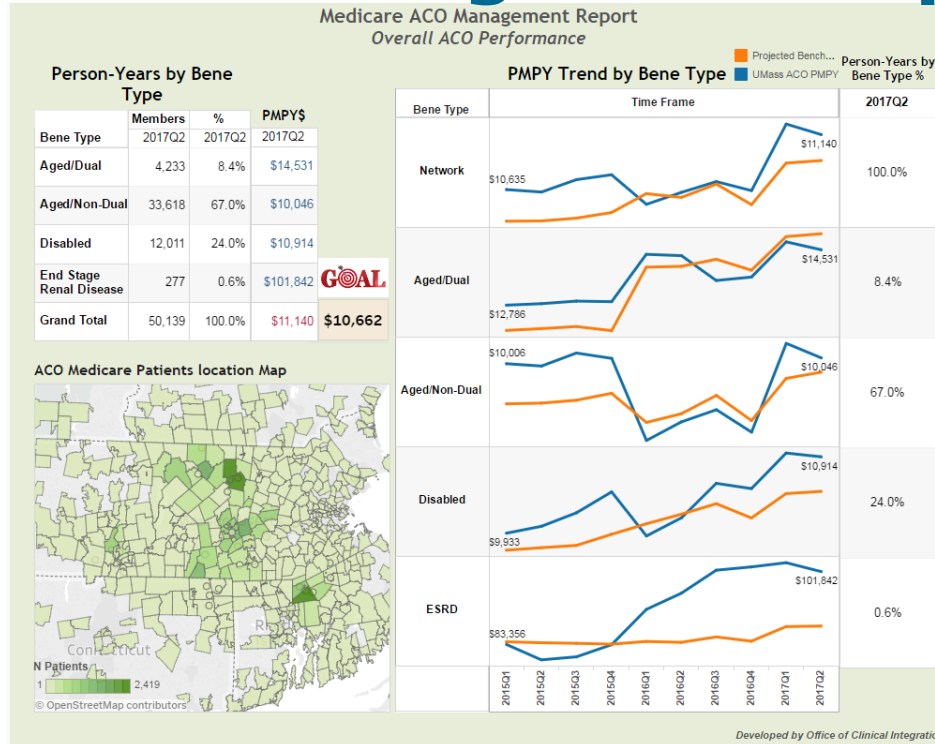 Medicare ACO Management Report
Overall ACO Performance
Person-Years by Bene
Type
Members % PMPY$
Bene Type 2017Q2 2017Q2 2017Q2
Aged/Dual 4,233 8.4% $14,531
Aged/Non-Dual 33,618 67.0% $10,046
Disabled 12,011 24.0% $10,914
End Stage
Renal Disease 277 0.6% $101,842
GOAL
Grand Total 50,139 100.0% $11,140 $10,662
ACO Medicare Patients location Map
Connecticut
N Patients
1 2,419
© OpenStreetMap contributors
PMPY Trend by Bene Type
Projected Bench...
UMass ACO PMPY
Person-Years by
Bene Type %
Bene Type Time Frame 2017Q2
Network $10,635 $11,140 100.0%
Aged/Dual $12,786 $14,531 8.4%
Aged/Non-Dual $10,006 $10,046 67.0%
Disabled $9,933 $10,914 24.0%
ESRD $83,356 $101,842 0.6%
2015Q1 2015Q2 2015Q3 2015Q4 2016Q1 2016Q2 2016Q3 2016Q4 2017Q1 2017Q2
Developed by Office of Clinical Integratio